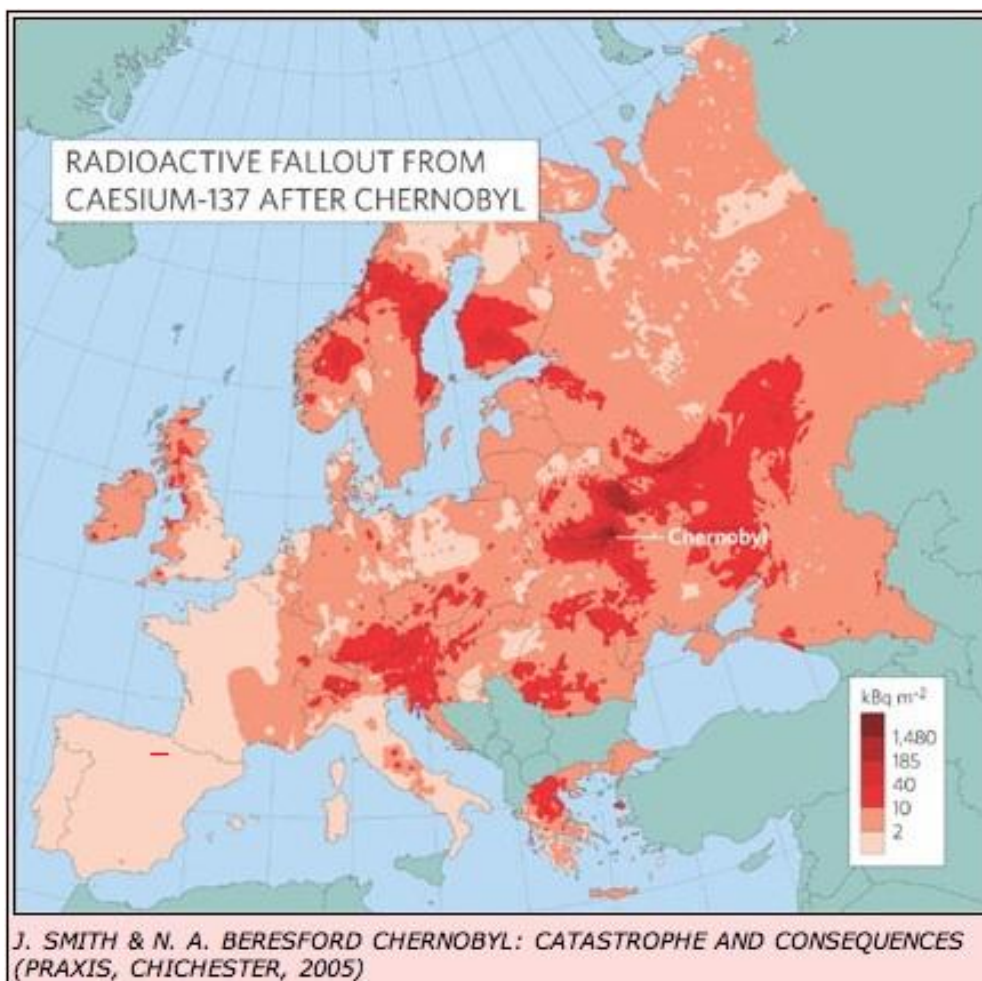 RADIOACTIVE FALLOUT FROM
CAESIUM-137 AFTER CHERNOBYL
Chernobyl
kBq m⁻²
1,480
185
40
10
2
J. SMITH & N. A. BERESFORD CHERNOBYL: CATASTROPHE AND CONSEQUENCES
(PRAXIS, CHICHESTER, 2005)